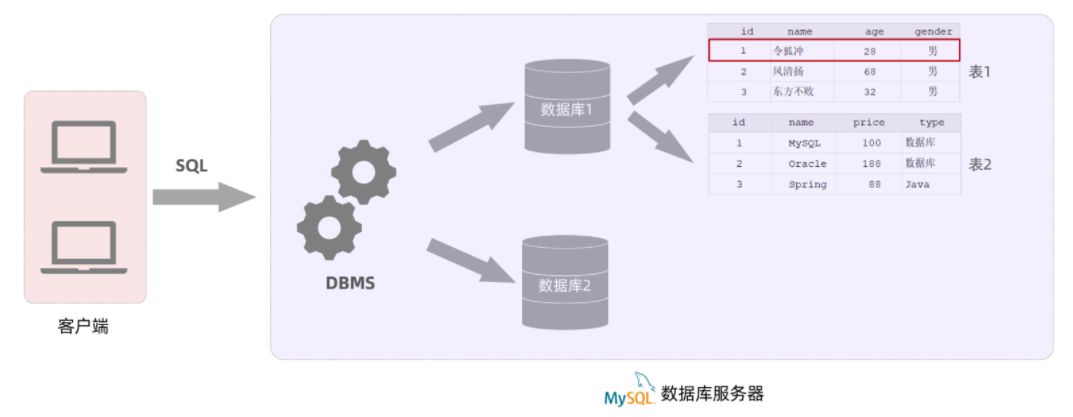 客户端
SQL
DBMS
数据库1
数据库2
id name age gender
1 令狐冲 28 男
2 风清扬 68 男
3 东方不败 32 男
表1
id name price type
1 MySQL 100 数据库
2 Oracle 188 数据库
3 Spring 88 Java
表2
MySQL 数据库服务器